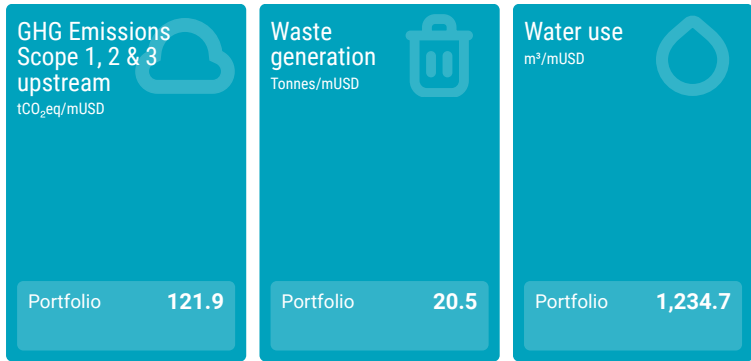 GHG Emissions
Scope 1, 2 & 3
upstream
tCO₂eq/mUSD
Portfolio 121.9
Waste
generation
Tonnes/mUSD
Portfolio 20.5
Water use
m³/mUSD
Portfolio 1,234.7